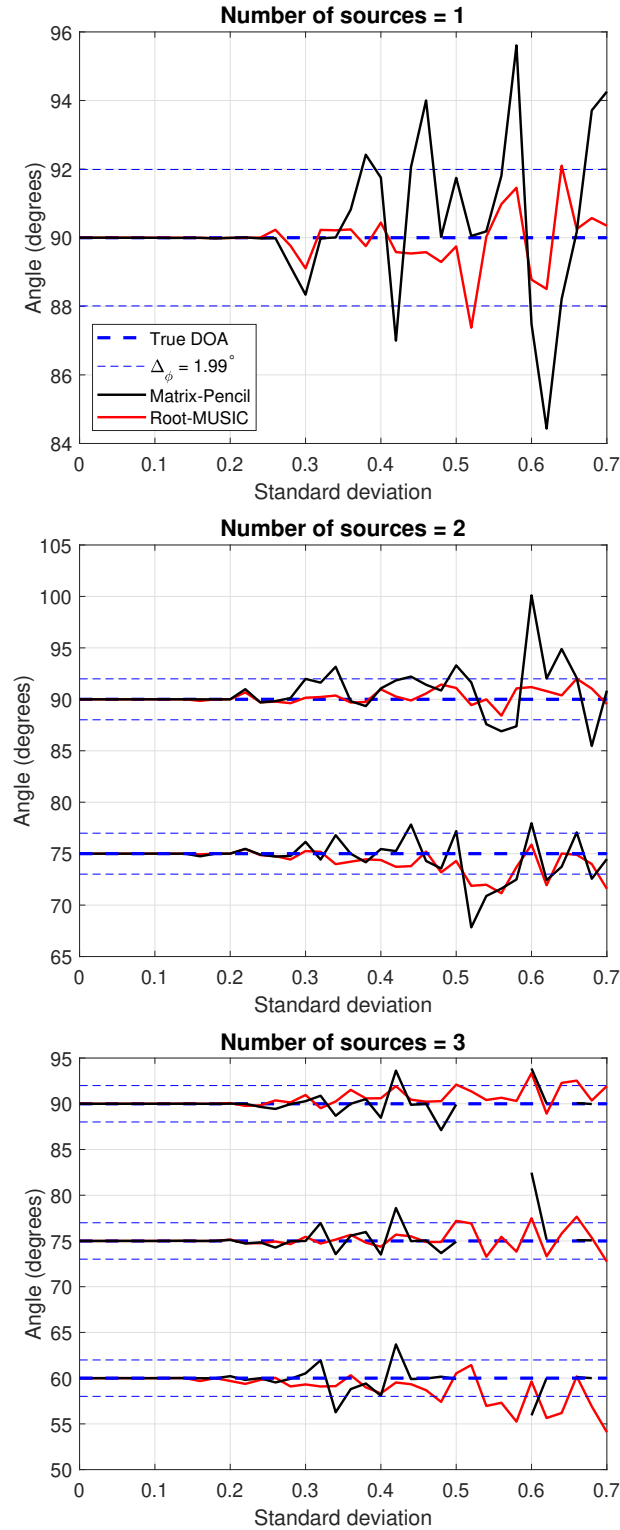 Number of sources = 1
96
94
92
90
88
86
84
Angle (degrees)
True DOA
Δ_ϕ = 1.99°
Matrix-Pencil
Root-MUSIC
0 0.1 0.2 0.3 0.4 0.5 0.6 0.7
Standard deviation
Number of sources = 2
105
100
95
90
85
80
75
70
65
Angle (degrees)
0 0.1 0.2 0.3 0.4 0.5 0.6 0.7
Standard deviation
Number of sources = 3
95
90
85
80
75
70
65
60
55
50
Angle (degrees)
0 0.1 0.2 0.3 0.4 0.5 0.6 0.7
Standard deviation